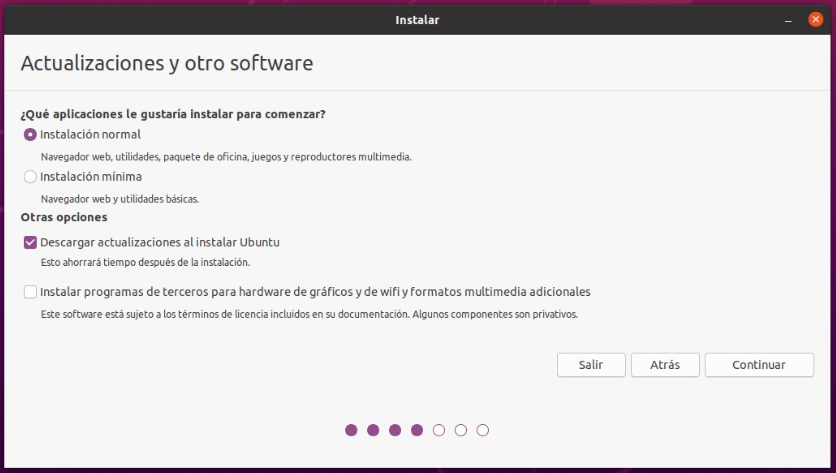 Instalar
Actualizaciones y otro software
¿Qué aplicaciones le gustaría instalar para comenzar?
Instalación normal
Navegador web, utilidades, paquete de oficina, juegos y reproductores multimedia.
Instalación mínima
Navegador web y utilidades básicas.
Otras opciones
Descargar actualizaciones al instalar Ubuntu
Esto ahorrará tiempo después de la instalación.
Instalar programas de terceros para hardware de gráficos y de wifi y formatos multimedia adicionales
Este software está sujeto a los términos de licencia incluidos en su documentación. Algunos componentes son privativos.
Salir Atrás Continuar